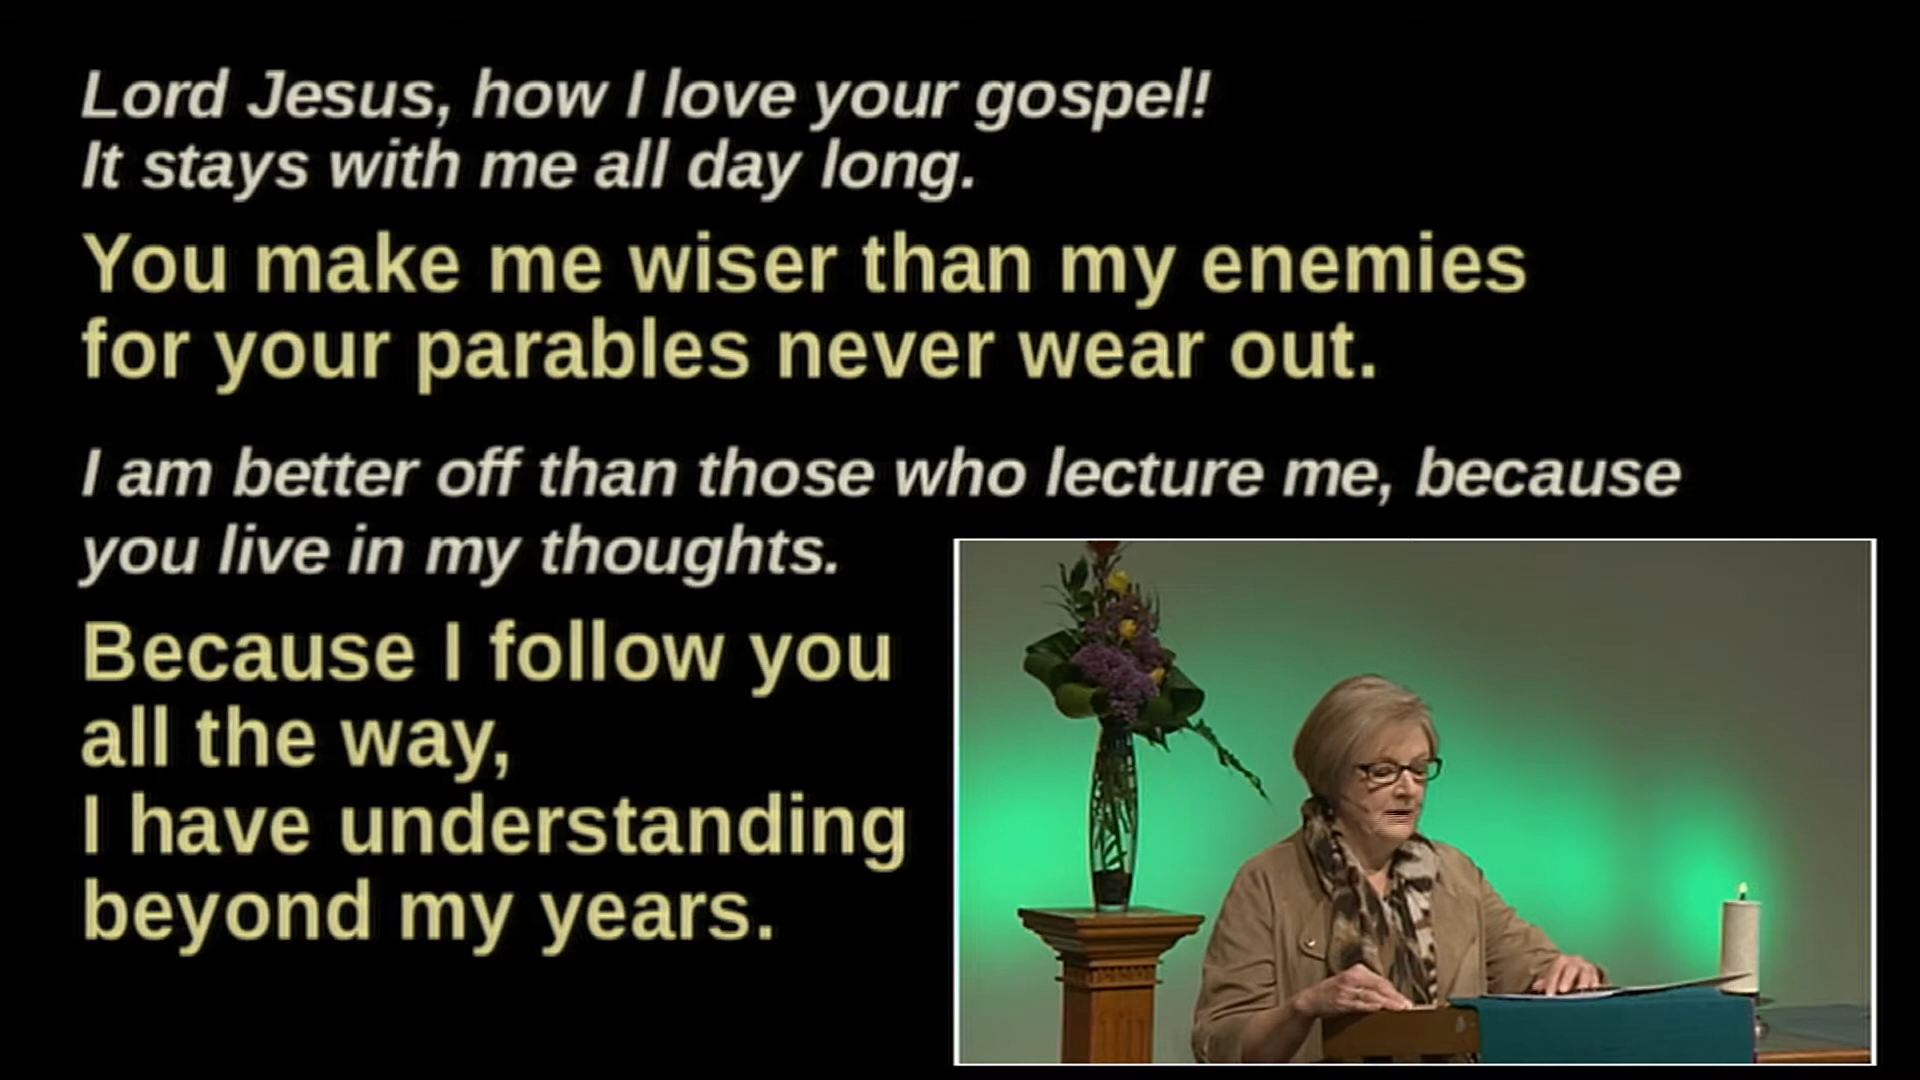 Lord Jesus, how I love your gospel!
It stays with me all day long.
You make me wiser than my enemies
for your parables never wear out.
I am better off than those who lecture me, because
you live in my thoughts.
Because I follow you
all the way,
I have understanding
beyond my years.